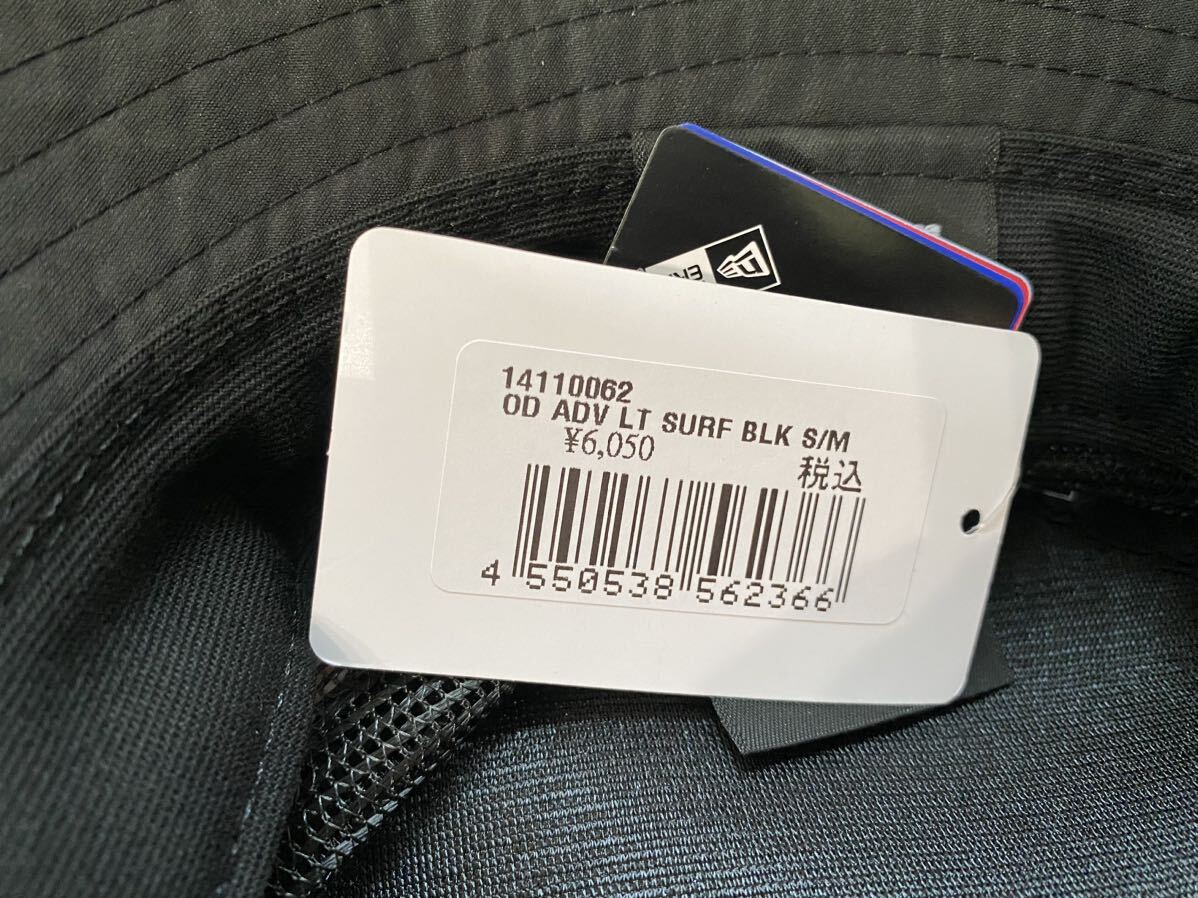 14110062
OD ADV LT SURF BLK S/M
¥6,050
税込
4 550538 562366